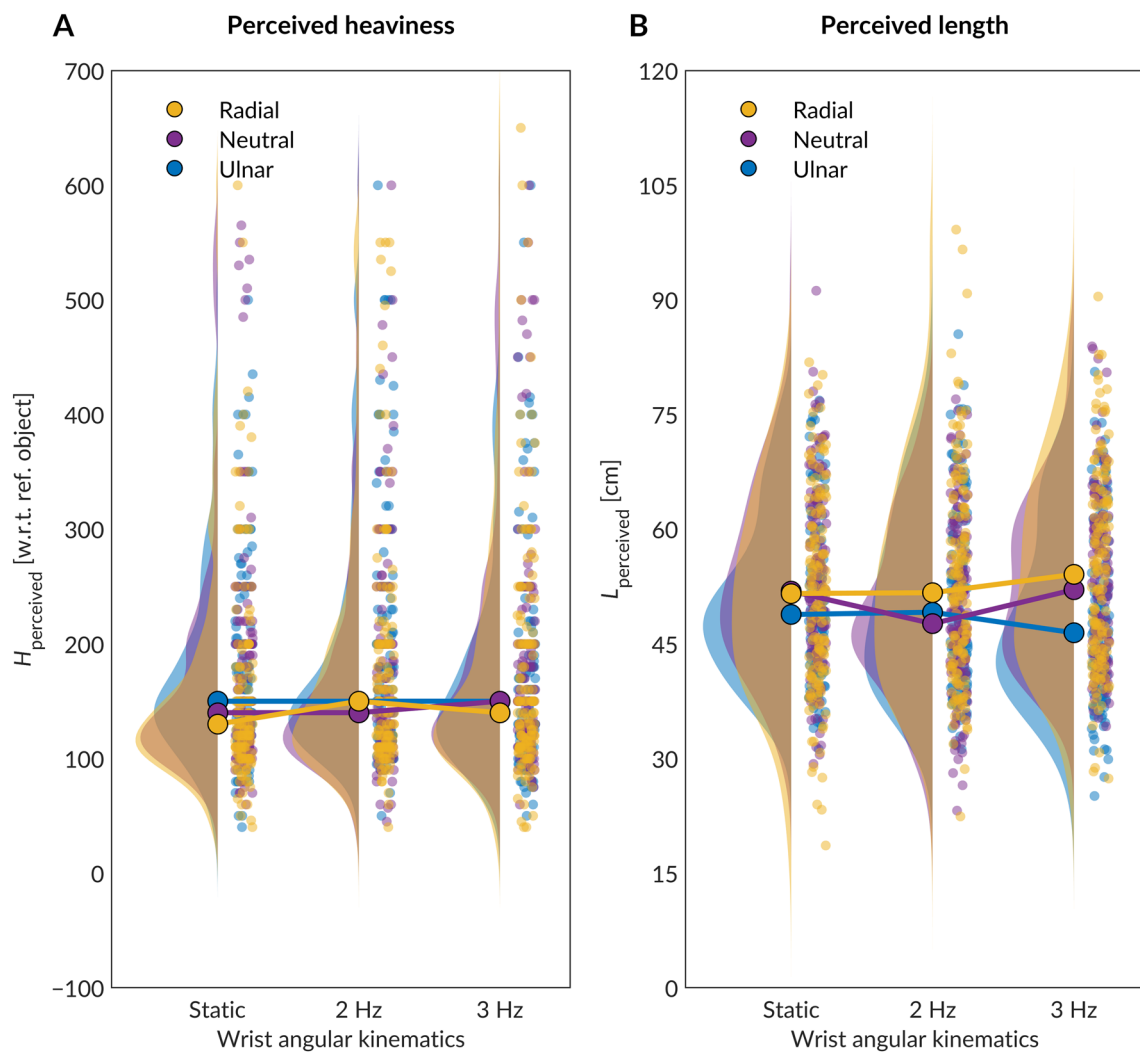 A
Perceived heaviness
700
600
500
400
300
200
100
0
−100
H perceived [w.r.t. ref. object]
Radial
Neutral
Ulnar
Static
2 Hz
3 Hz
Wrist angular kinematics
B
Perceived length
120
105
90
75
60
45
30
15
0
L perceived [cm]
Radial
Neutral
Ulnar
Static
2 Hz
3 Hz
Wrist angular kinematics